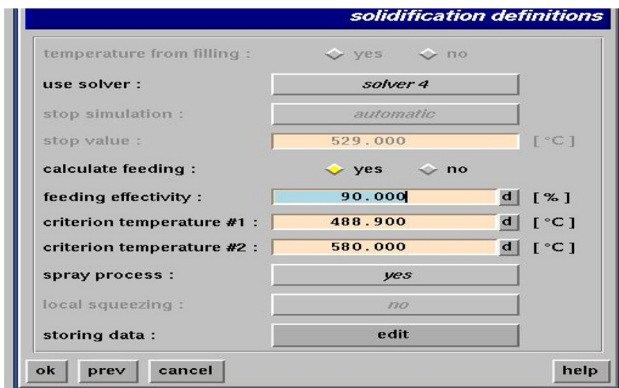 solidification definitions
temperature from filling : yes no
use solver : solver 4
stop simulation : automatic
stop value : 529.000 [ °C ]
calculate feeding : yes no
feeding effectivity : 90.000 d [ % ]
criterion temperature #1 : 488.900 d [ °C ]
criterion temperature #2 : 580.000 d [ °C ]
spray process : yes
local squeezing : no
storing data : edit
ok prev cancel help